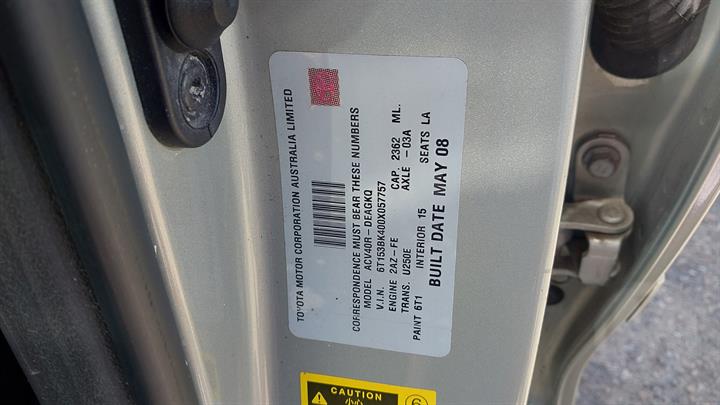 TOYOTA MOTOR CORPORATION AUSTRALIA LIMITED
CORRESPONDENCE MUST BEAR THESE NUMBERS
MODEL ACV40R-DEAGKQ
V.I.N. 6T153BK400X057757
ENGINE 2AZ-FE CAP. 2362 ML.
TRANS. U250E AXLE -03A
PAINT 6T1 INTERIOR 15 SEATS LA
BUILT DATE MAY 08
CAUTION